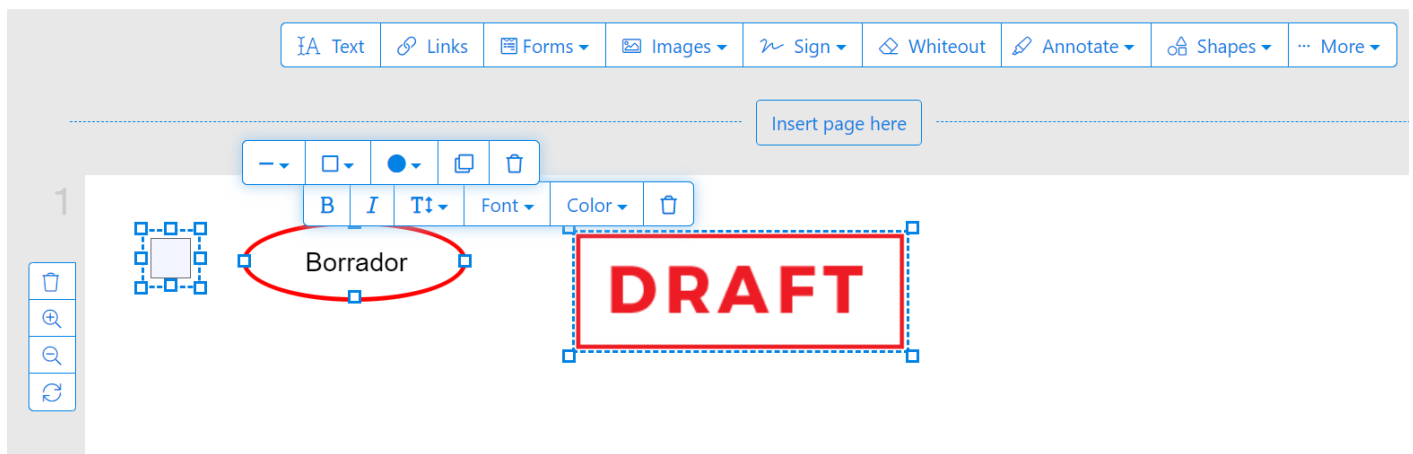 Text Links Forms Images Sign Whiteout Annotate Shapes ... More
Insert page here
1
B I T Font Color
Borrador
DRAFT